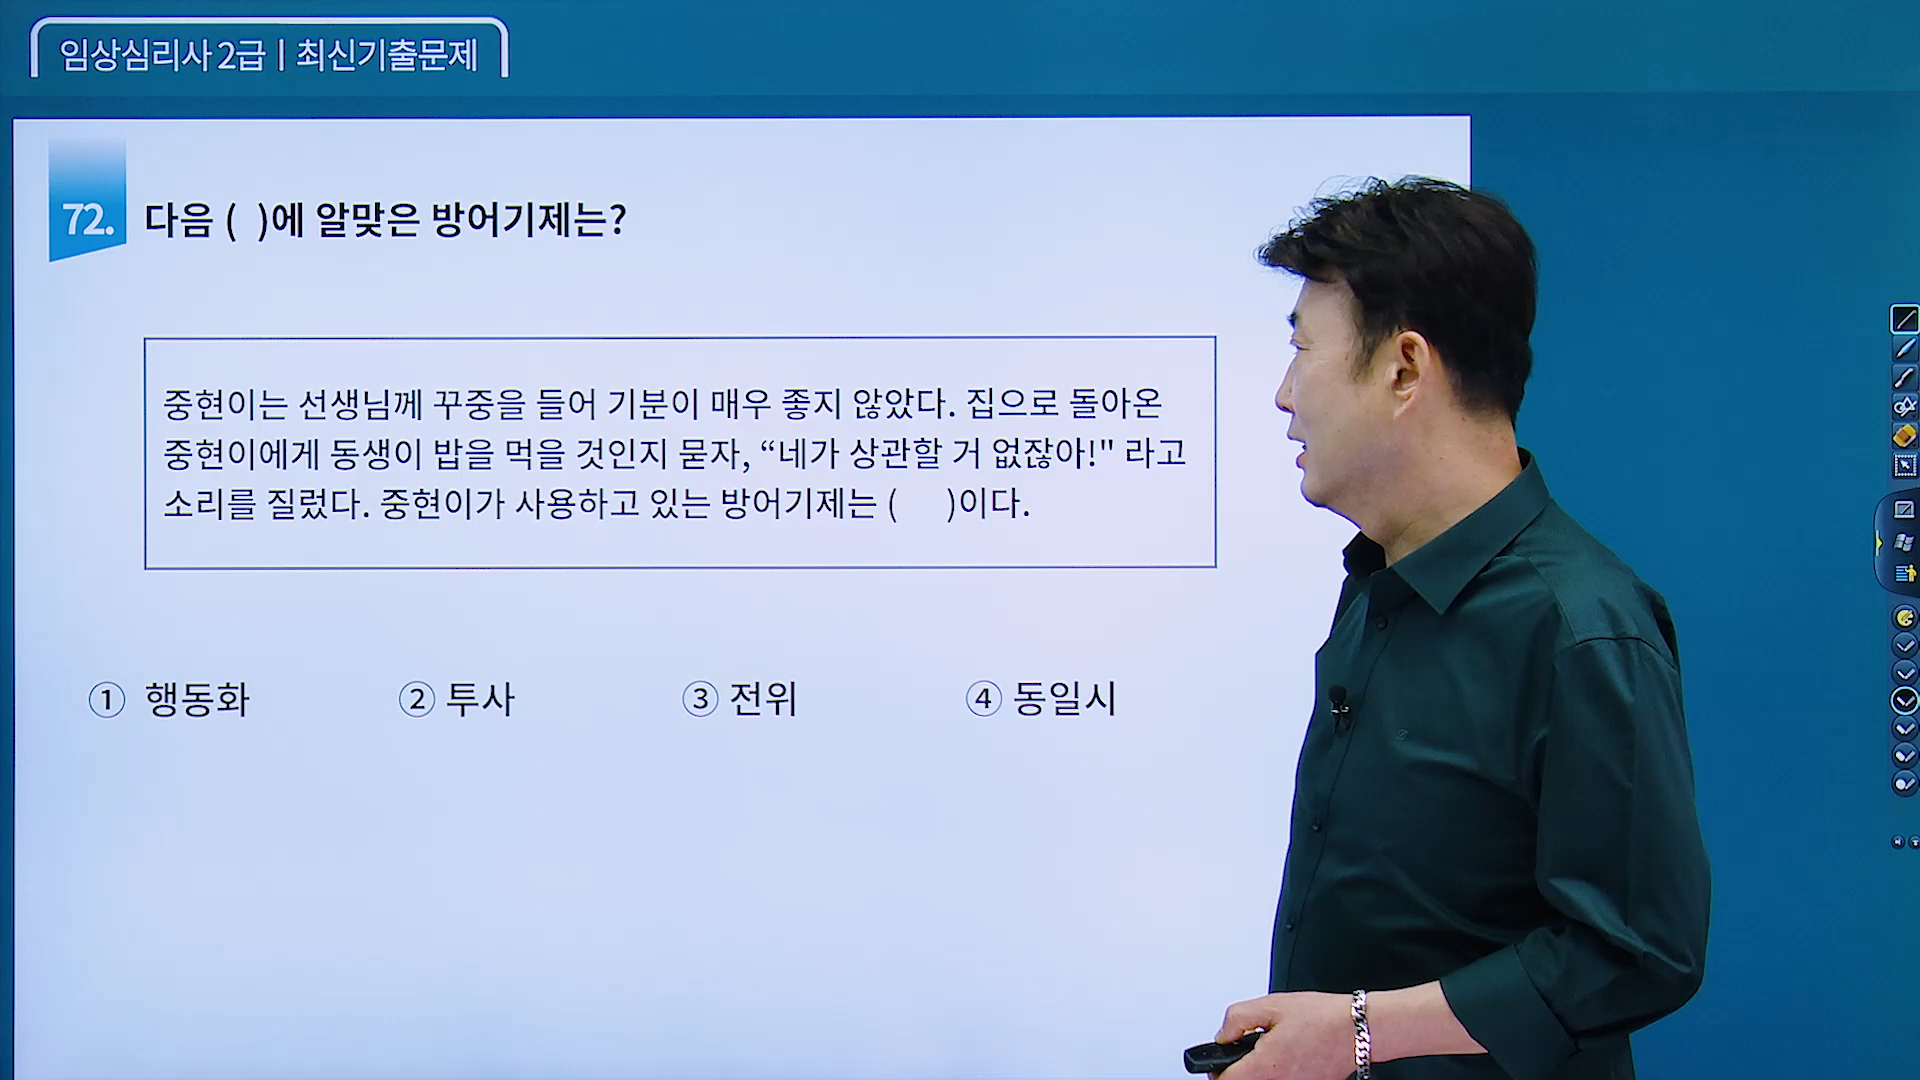 임상심리사 2급 | 최신기출문제
72. 다음 ( )에 알맞은 방어기제는?
중현이는 선생님께 꾸중을 들어 기분이 매우 좋지 않았다. 집으로 돌아온
중현이에게 동생이 밥을 먹을 것인지 묻자, “네가 상관할 거 없잖아!" 라고
소리를 질렀다. 중현이가 사용하고 있는 방어기제는 ( )이다.
① 행동화 ② 투사 ③ 전위 ④ 동일시